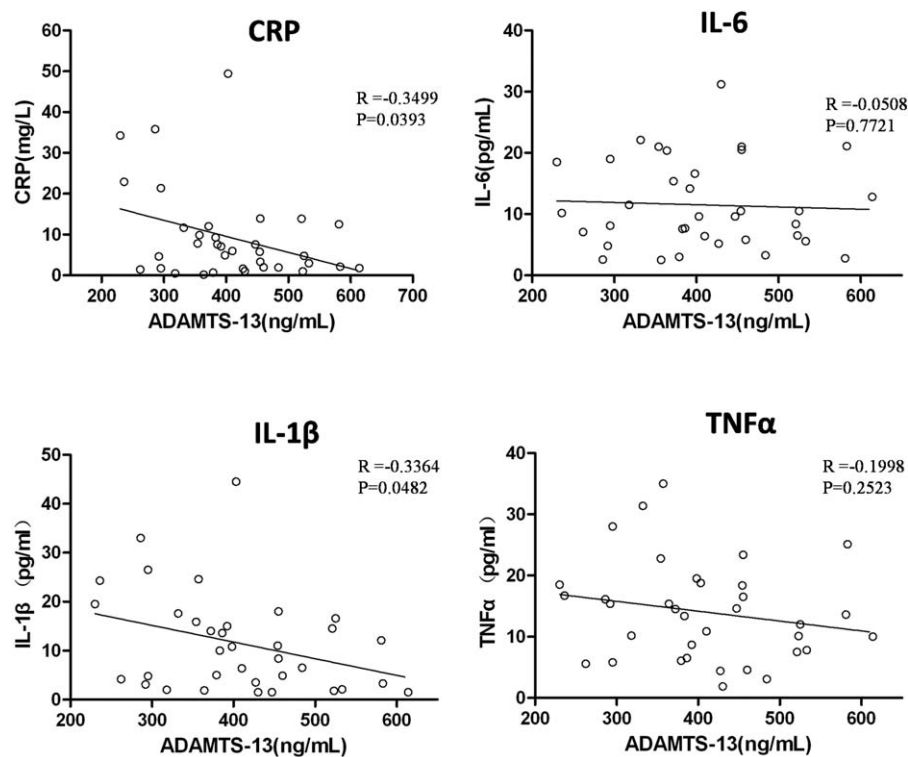 CRP
60
50
40
30
20
10
0
CRP(mg/L)
R =-0.3499
P=0.0393
200 300 400 500 600 700
ADAMTS-13(ng/mL)
IL-6
40
30
20
10
0
IL-6(pg/mL)
R=-0.0508
P=0.7721
200 300 400 500 600
ADAMTS-13(ng/mL)
IL-1β
50
40
30
20
10
0
IL-1β（pg/ml）
R =-0.3364
P=0.0482
200 300 400 500 600
ADAMTS-13(ng/mL)
TNFα
40
30
20
10
0
TNFα（pg/ml）
R =-0.1998
P=0.2523
200 300 400 500 600
ADAMTS-13(ng/mL)